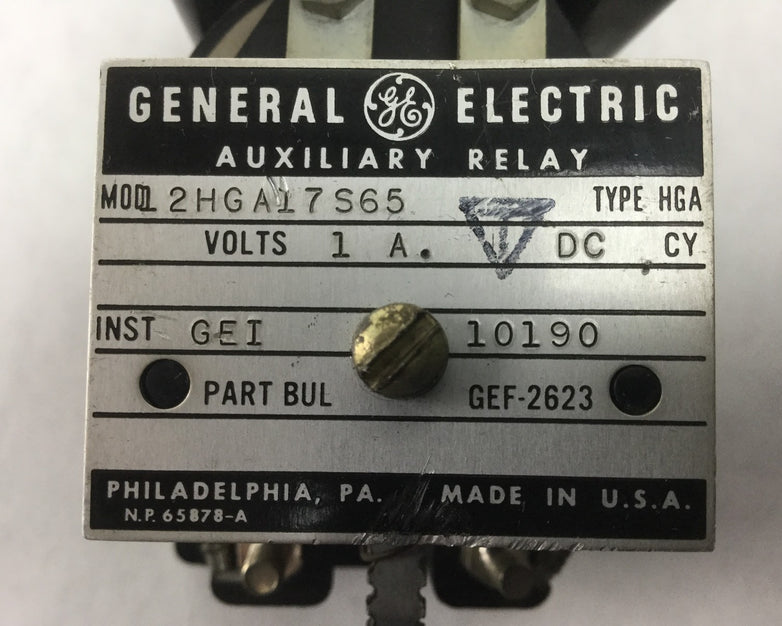 GENERAL GE ELECTRIC
AUXILIARY RELAY
MOD 12HGA17S65 TYPE HGA
VOLTS 1 A. DC CY
INST GEI 10190
PART BUL GEF-2623
PHILADELPHIA, PA. MADE IN U.S.A.
N.P. 65878-A